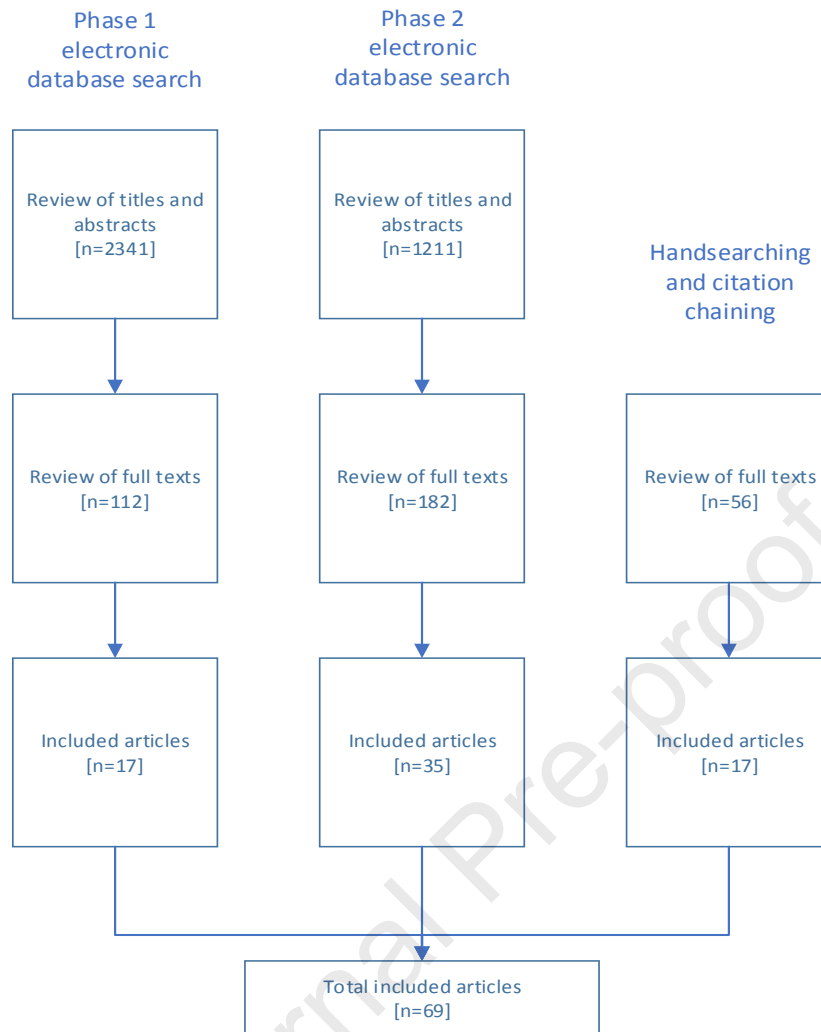 Phase 1
electronic
database search
Phase 2
electronic
database search
Handsearching
and citation
chaining
Review of titles and
abstracts
[n=2341]
Review of titles and
abstracts
[n=1211]
Review of full texts
[n=112]
Review of full texts
[n=182]
Review of full texts
[n=56]
Included articles
[n=17]
Included articles
[n=35]
Included articles
[n=17]
Total included articles
[n=69]
rnal Pre-proof